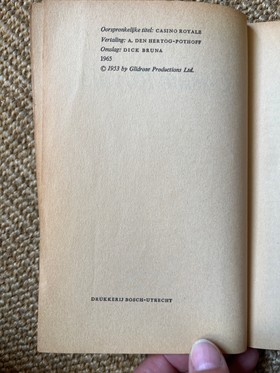 Oorspronkelijke titel: CASINO ROYALE
Vertaling: A. DEN HERTOG-POTHOFF
Omslag: DICK BRUNA
1965
© 1953 by Glidrose Productions Ltd.
DRUKKERIJ BOSCH-UTRECHT